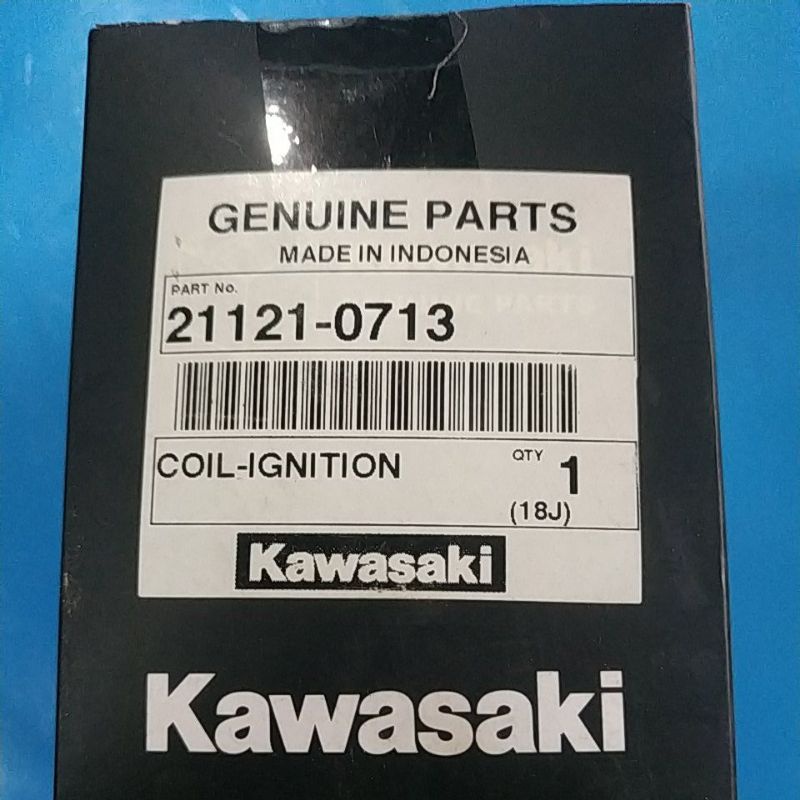 GENUINE PARTS
MADE IN INDONESIA
PART No.
21121-0713
COIL-IGNITION
QTY 1
(18J)
Kawasaki
Kawasaki